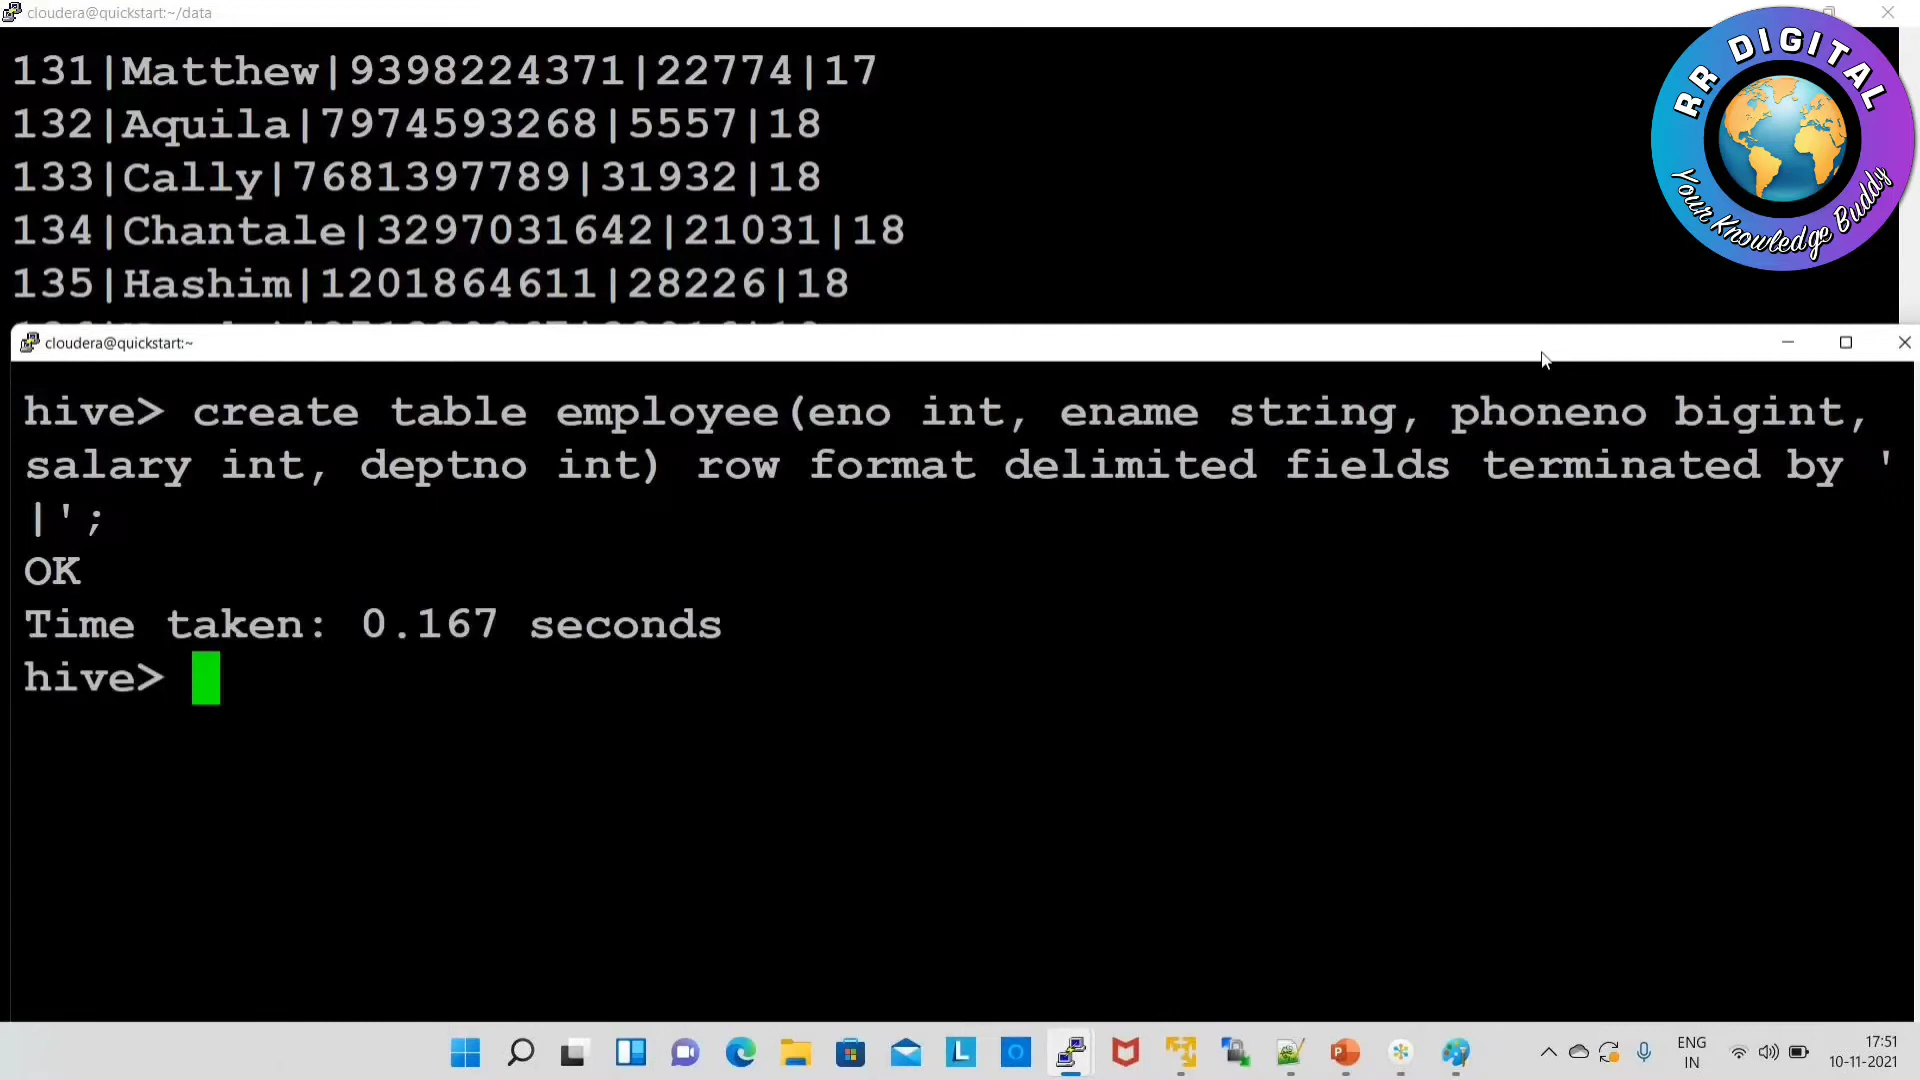 cloudera@quickstart:~/data
131|Matthew|9398224371|22774|17
132|Aquila|7974593268|5557|18
133|Cally|7681397789|31932|18
134|Chantale|3297031642|21031|18
135|Hashim|1201864611|28226|18
RR DIGITAL
Your Knowledge Buddy
cloudera@quickstart:~
hive> create table employee(eno int, ename string, phoneno bigint,
salary int, deptno int) row format delimited fields terminated by '
|';
OK
Time taken: 0.167 seconds
hive>
ENG
IN
17:51
10-11-2021